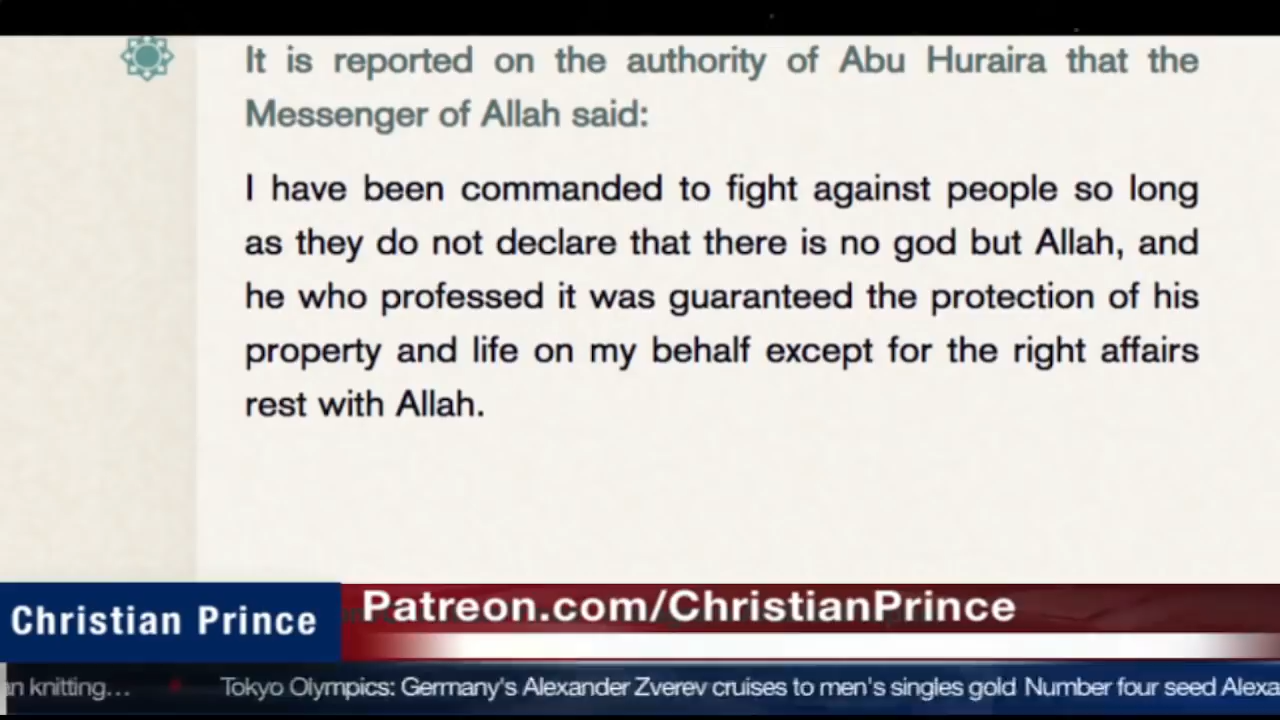 It is reported on the authority of Abu Huraira that the
Messenger of Allah said:
I have been commanded to fight against people so long
as they do not declare that there is no god but Allah, and
he who professed it was guaranteed the protection of his
property and life on my behalf except for the right affairs
rest with Allah.
Christian Prince
Patreon.com/ChristianPrince
knitting... Tokyo Olympics: Germany's Alexander Zverev cruises to men's singles gold Number four seed